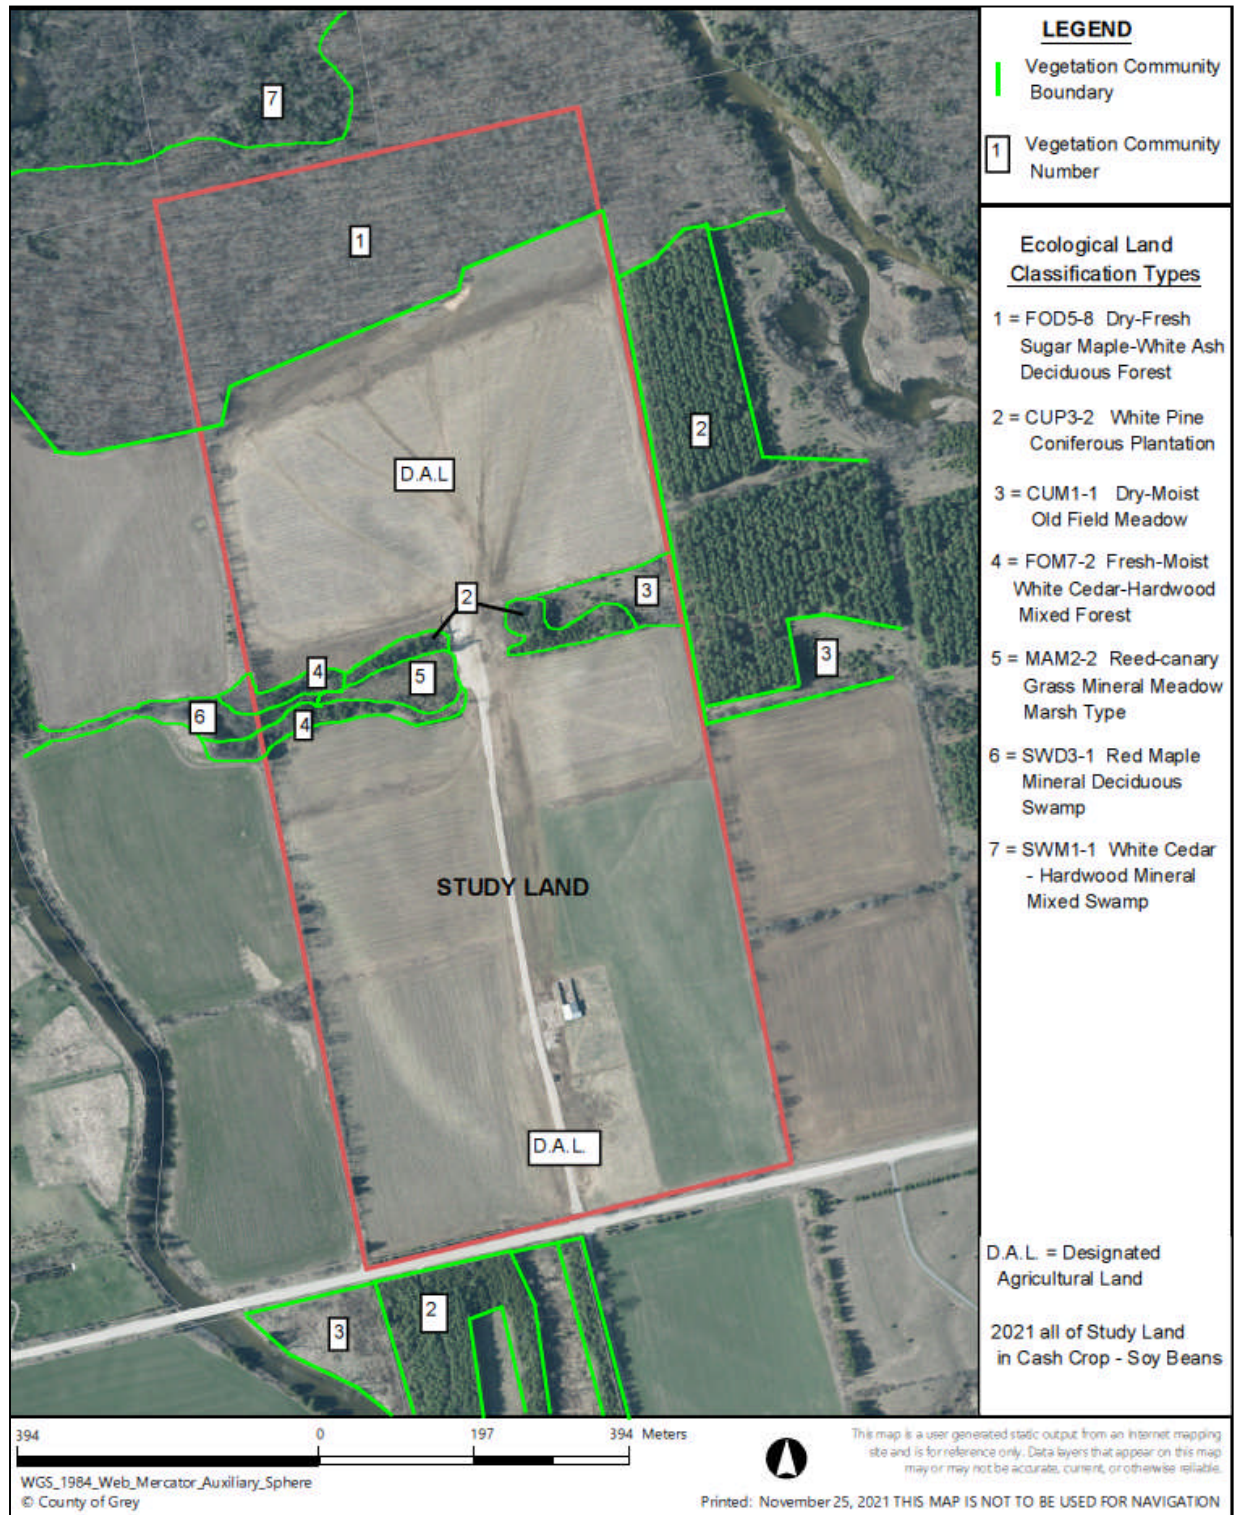 7
1
2
D.A.L
2
3
4
5
3
6
4
STUDY LAND
D.A.L.
2
3
LEGEND
Vegetation Community
Boundary
1
Vegetation Community
Number
Ecological Land
Classification Types
1 = FOD5-8 Dry-Fresh
Sugar Maple-White Ash
Deciduous Forest
2 = CUP3-2 White Pine
Coniferous Plantation
3 = CUM1-1 Dry-Moist
Old Field Meadow
4 = FOM7-2 Fresh-Moist
White Cedar-Hardwood
Mixed Forest
5 = MAM2-2 Reed-canary
Grass Mineral Meadow
Marsh Type
6 = SWD3-1 Red Maple
Mineral Deciduous
Swamp
7 = SWM1-1 White Cedar
- Hardwood Mineral
Mixed Swamp
D.A.L. = Designated
Agricultural Land
2021 all of Study Land
in Cash Crop - Soy Beans
394 0 197 394 Meters
WGS_1984_Web_Mercator_Auxiliary_Sphere
© County of Grey
This map is a user generated static output from an Internet mapping
site and is for reference only. Data layers that appear on this map
may or may not be accurate, current, or otherwise reliable.
Printed: November 25, 2021 THIS MAP IS NOT TO BE USED FOR NAVIGATION